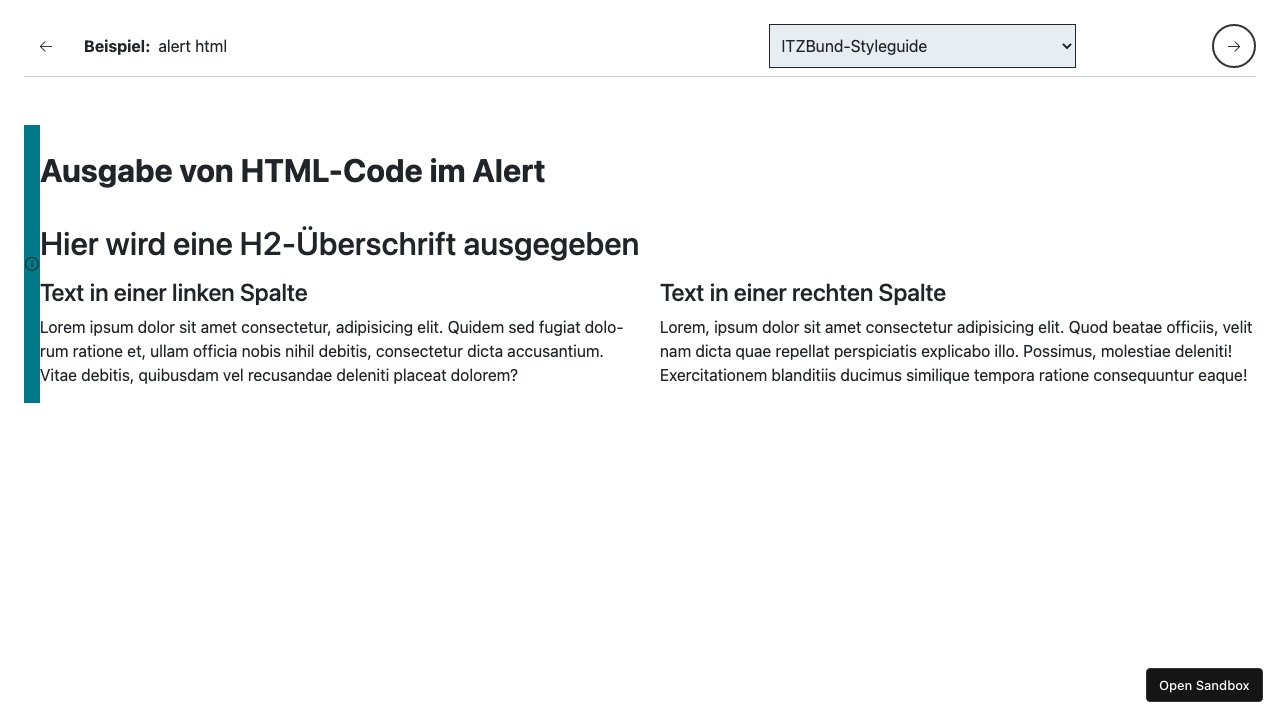 Beispiel: alert html
ITZBund-Styleguide
Ausgabe von HTML-Code im Alert
Hier wird eine H2-Überschrift ausgegeben
Text in einer linken Spalte
Lorem ipsum dolor sit amet consectetur, adipisicing elit. Quidem sed fugiat dolo-
rum ratione et, ullam officia nobis nihil debitis, consectetur dicta accusantium.
Vitae debitis, quibusdam vel recusandae deleniti placeat dolorem?
Text in einer rechten Spalte
Lorem, ipsum dolor sit amet consectetur adipisicing elit. Quod beatae officiis, velit
nam dicta quae repellat perspiciatis explicabo illo. Possimus, molestiae deleniti!
Exercitationem blanditiis ducimus similique tempora ratione consequuntur eaque!
Open Sandbox